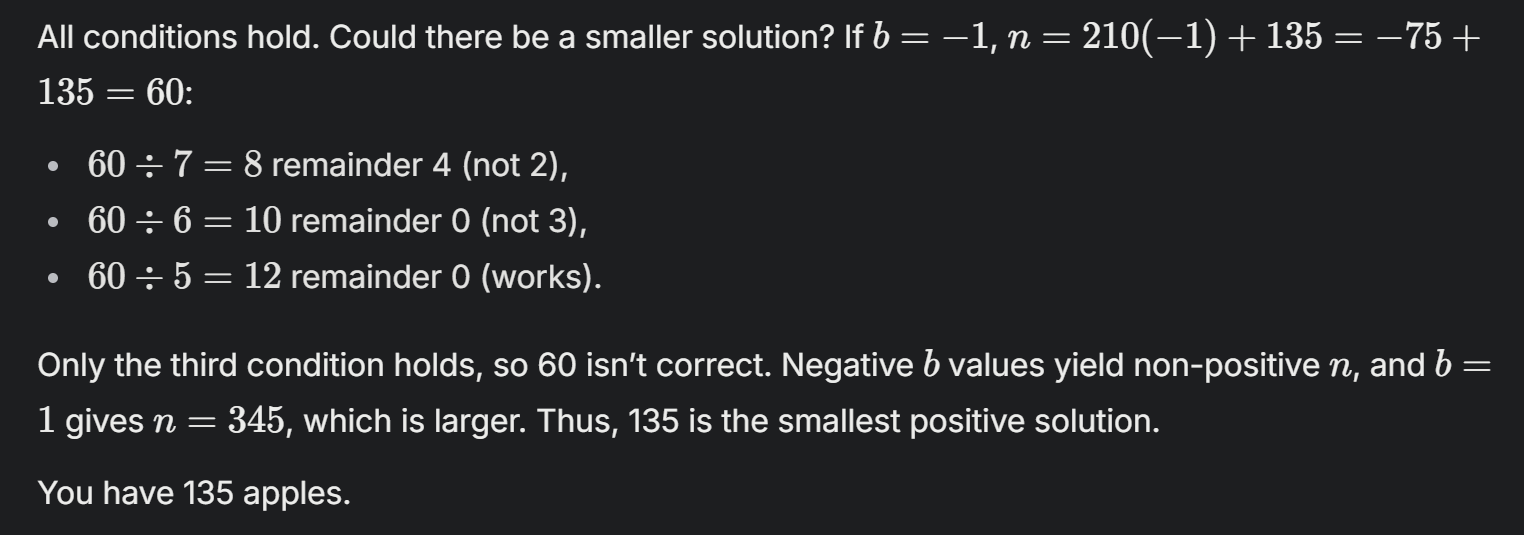 All conditions hold. Could there be a smaller solution? If b = −1, n = 210(−1) + 135 = −75 +
135 = 60:
• 60 ÷ 7 = 8 remainder 4 (not 2),
• 60 ÷ 6 = 10 remainder 0 (not 3),
• 60 ÷ 5 = 12 remainder 0 (works).
Only the third condition holds, so 60 isn’t correct. Negative b values yield non-positive n, and b =
1 gives n = 345, which is larger. Thus, 135 is the smallest positive solution.
You have 135 apples.